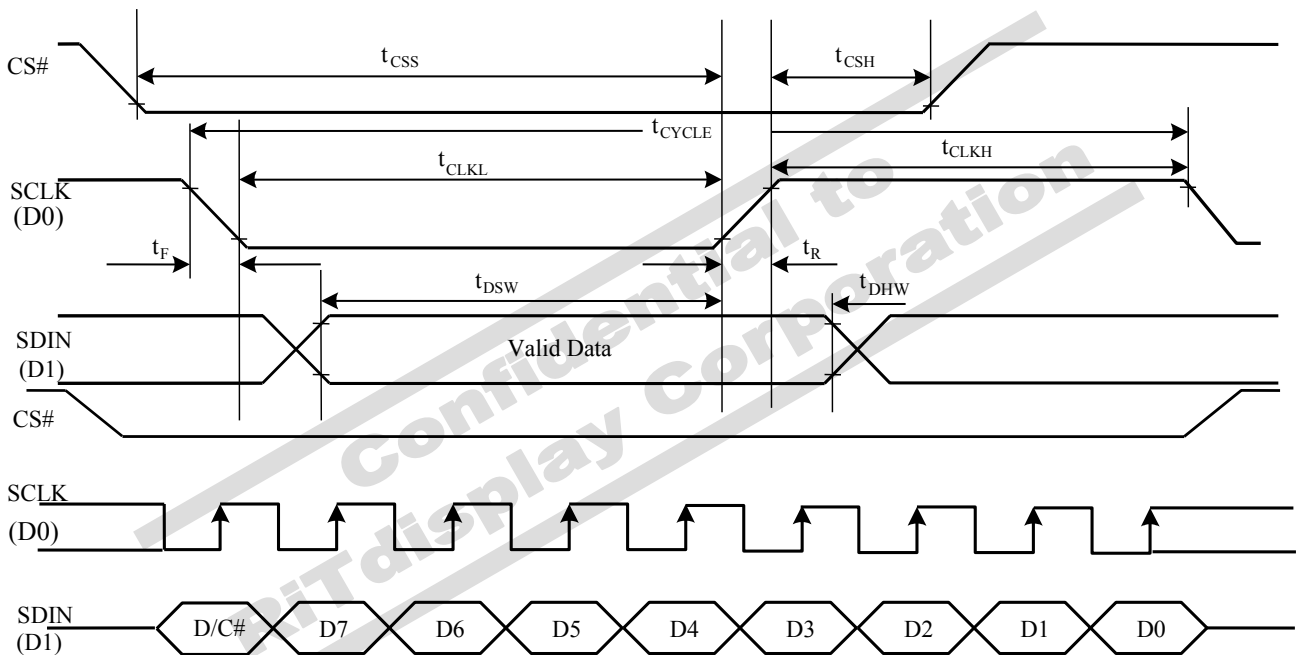 CS#
t_CSS
t_CSH
t_CYCLE
t_CLKL
t_CLKH
SCLK
(D0)
t_F
t_R
t_DSW
t_DHW
SDIN
(D1)
Valid Data
CS#
SCLK
(D0)
SDIN
(D1)
D/C#
D7
D6
D5
D4
D3
D2
D1
D0
Confidential to
RiTdisplay Corporation